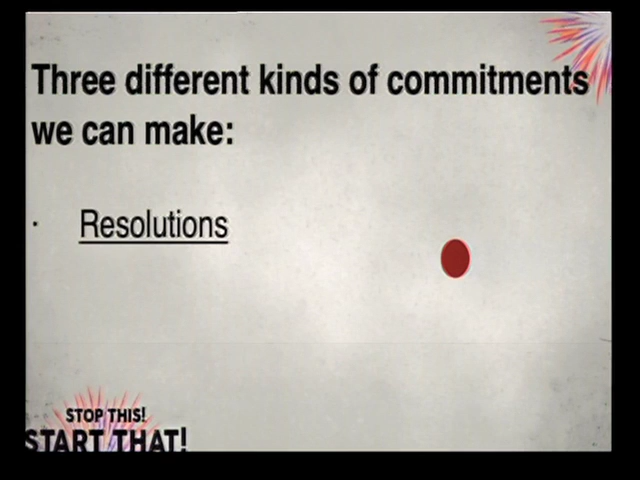 Three different kinds of commitments
we can make:
· Resolutions
STOP THIS!
START THAT!